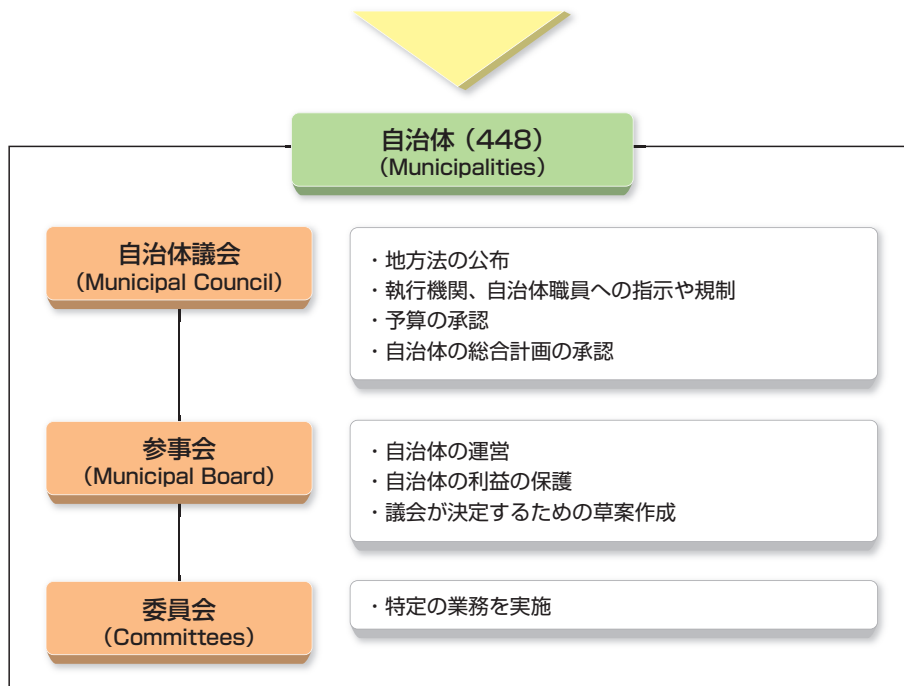 自治体（448）
（Municipalities）
自治体議会
（Municipal Council）
・地方法の公布
・執行機関、自治体職員への指示や規制
・予算の承認
・自治体の総合計画の承認
参事会
（Municipal Board）
・自治体の運営
・自治体の利益の保護
・議会が決定するための草案作成
委員会
（Committees）
・特定の業務を実施